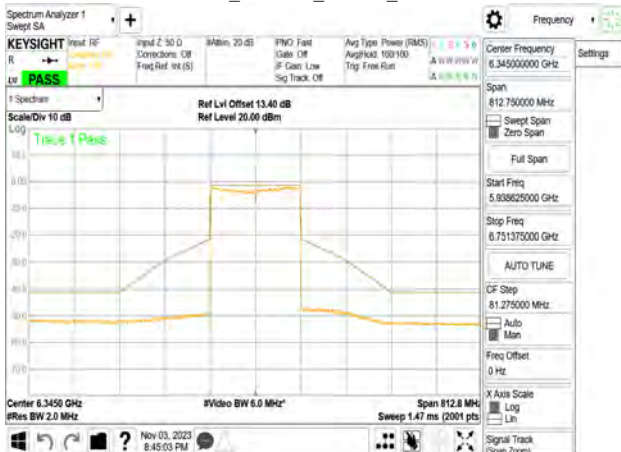 Spectrum Analyzer 1
Swept SA
Frequency
KEYSIGHT
Input: RF
Input Z: 50 Ω
Corrections: Off
Freq Ref: Int (S)
#Atten: 20 dB
PNO: Fast
Gate: Off
IF Gain: Low
Sig Track: Off
Avg Type: Power (RMS)
Avg|Hold: 100/100
Trig: Free Run
R
LV PASS
1 Spectrum
Scale/Div 10 dB
Ref Lvl Offset 13.40 dB
Ref Level 20.00 dBm
Log
Trace 1 Pass
Center 6.3450 GHz
#Res BW 2.0 MHz
#Video BW 6.0 MHz*
Span 812.8 MHz
Sweep 1.47 ms (2001 pts
Center Frequency
6.345000000 GHz
Settings
Span
812.750000 MHz
Swept Span
Zero Span
Full Span
Start Freq
5.938625000 GHz
Stop Freq
6.751375000 GHz
AUTO TUNE
CF Step
81.275000 MHz
Auto
Man
Freq Offset
0 Hz
X Axis Scale
Log
Lin
Signal Track
(Span Zoom)
Nov 03, 2023
8:45:03 PM